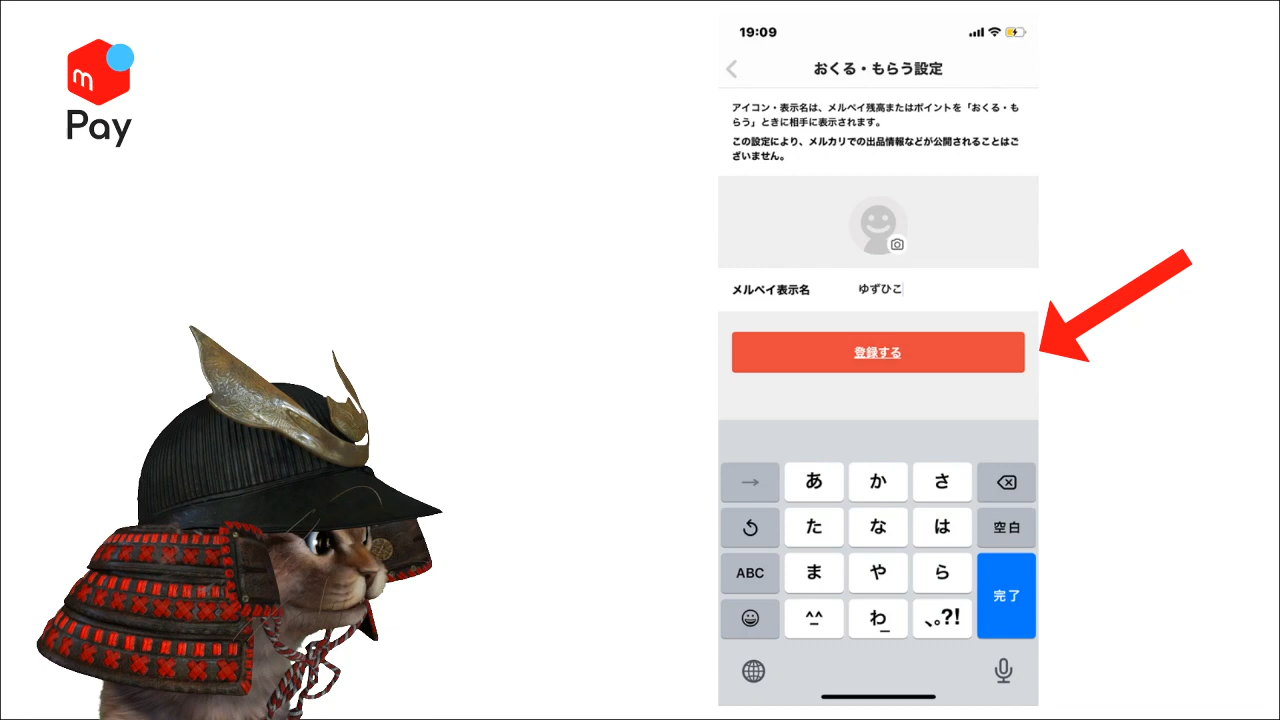 m
Pay
19:09
おくる・もらう設定
アイコン・表示名は、メルペイ残高またはポイントを「おくる・も
らう」ときに相手に表示されます。
この設定により、メルカリでの出品情報などが公開されることはご
ざいません。
メルペイ表示名 ゆずひこ
登録する
→ あ か さ
た な は 空白
ABC ま や ら
完了
^^ わ_ 、。?!